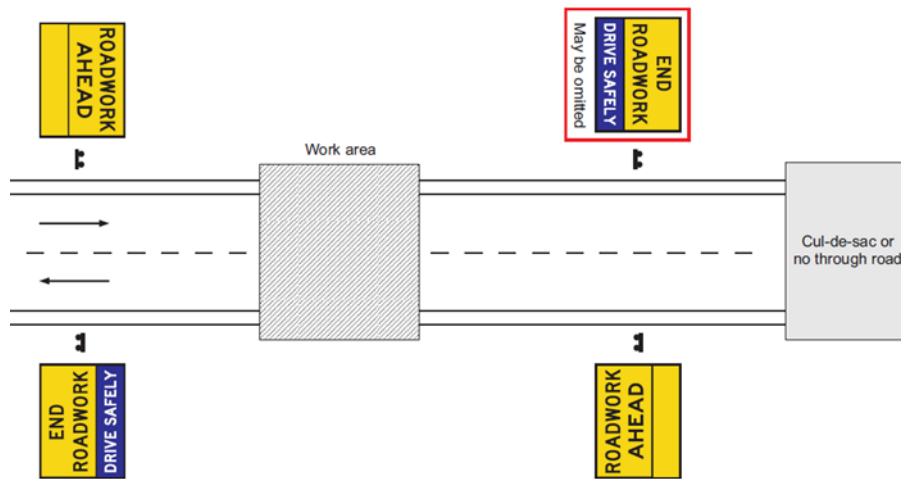 ROADWORK
AHEAD
END
ROADWORK
DRIVE SAFELY
May be omitted
Work area
Cul-de-sac or
no through road
END
ROADWORK
DRIVE SAFELY
ROADWORK
AHEAD